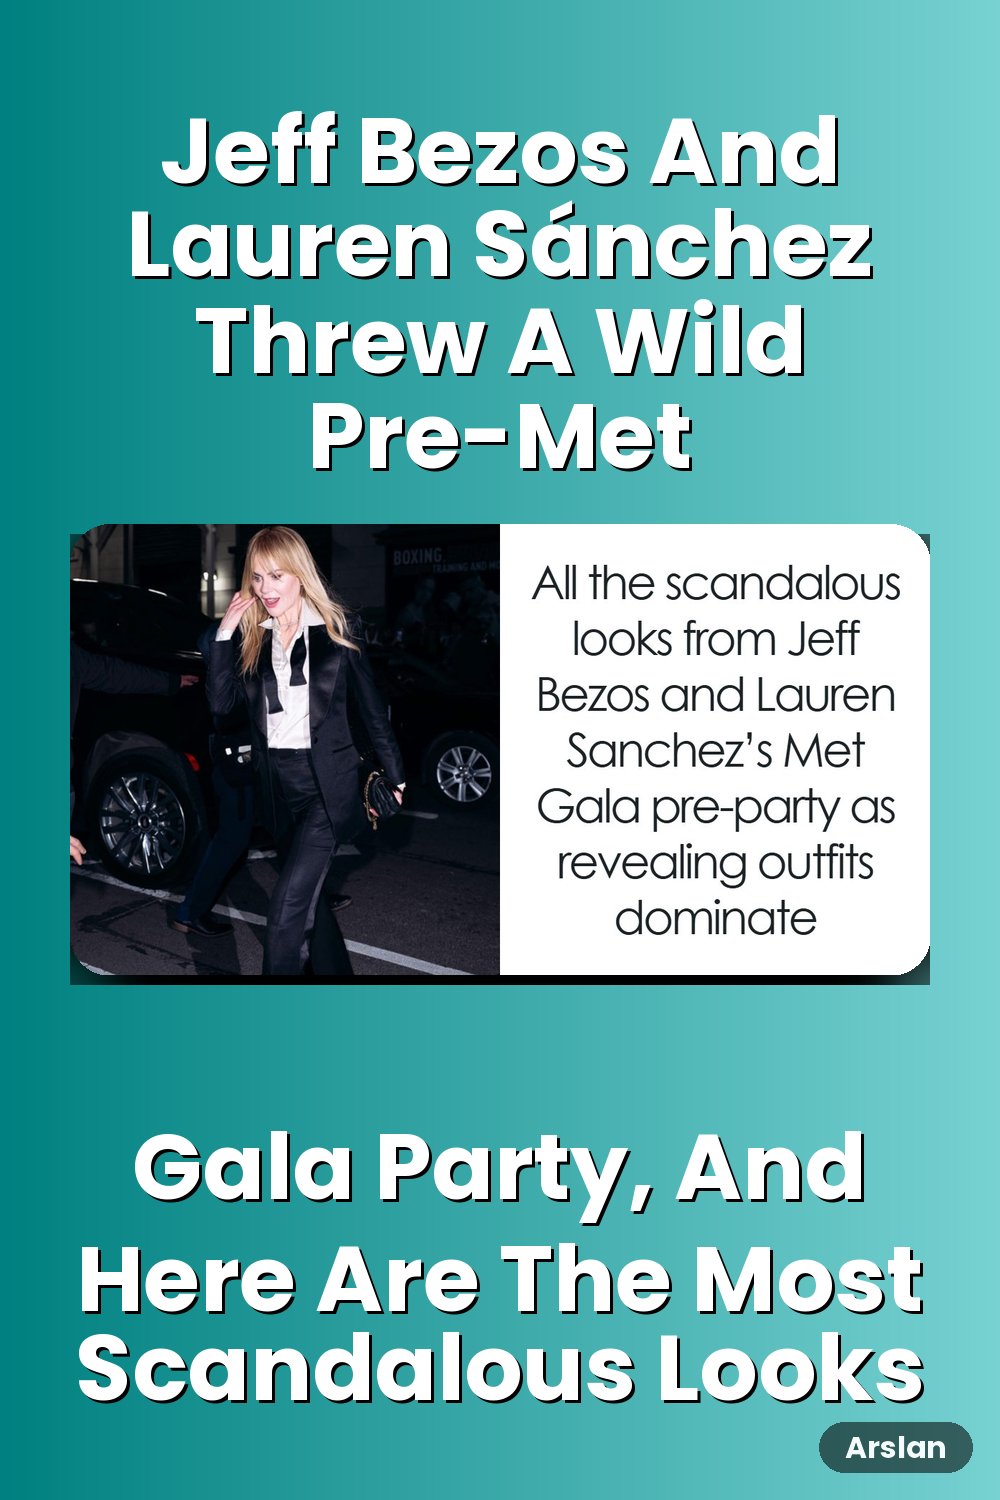 Jeff Bezos And
Lauren Sánchez
Threw A Wild
Pre-Met
BOXING
TRAINING AND
All the scandalous
looks from Jeff
Bezos and Lauren
Sanchez’s Met
Gala pre-party as
revealing outfits
dominate
Gala Party, And
Here Are The Most
Scandalous Looks
Arslan